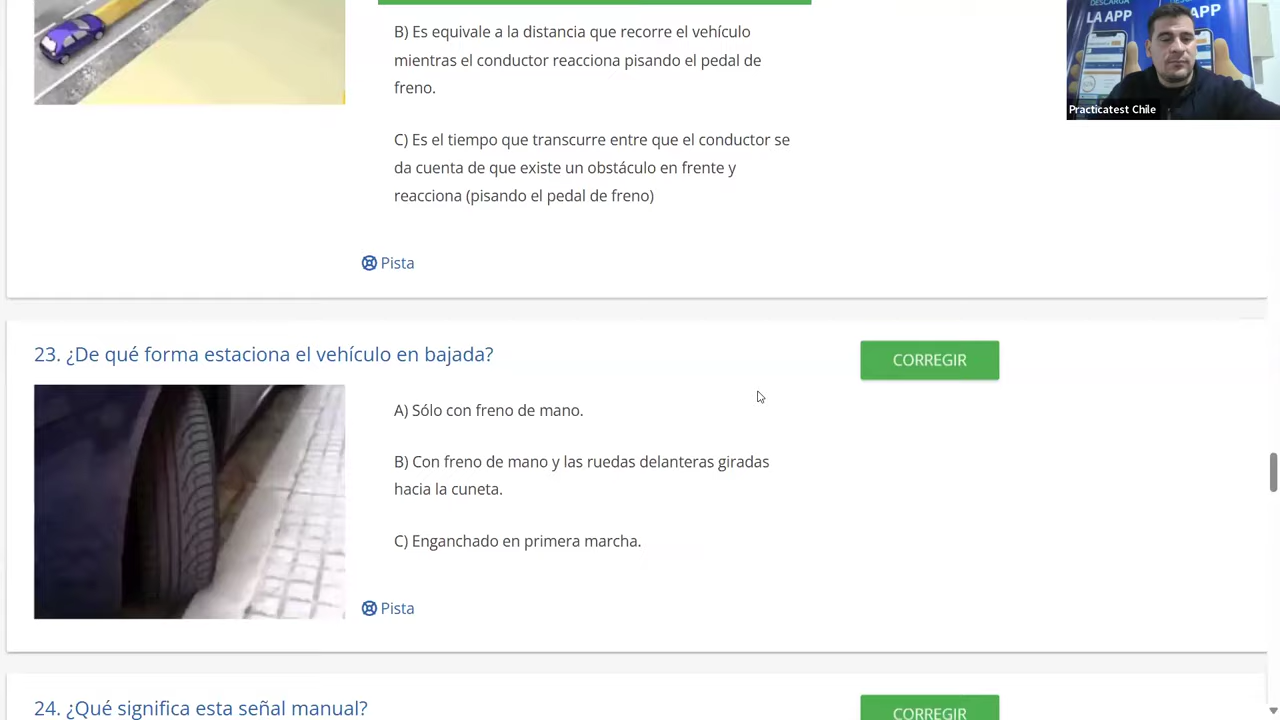 DESCARGA
LA APP
APP
Practicatest Chile
B) Es equivale a la distancia que recorre el vehículo
mientras el conductor reacciona pisando el pedal de
freno.
C) Es el tiempo que transcurre entre que el conductor se
da cuenta de que existe un obstáculo en frente y
reacciona (pisando el pedal de freno)
Pista
23. ¿De qué forma estaciona el vehículo en bajada?
CORREGIR
A) Sólo con freno de mano.
B) Con freno de mano y las ruedas delanteras giradas
hacia la cuneta.
C) Enganchado en primera marcha.
Pista
24. ¿Qué significa esta señal manual?
CORREGIR